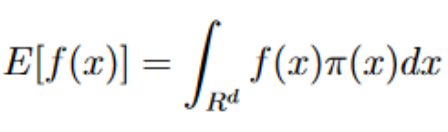 E[f(x)] = ∫_{R^d} f(x)π(x)dx